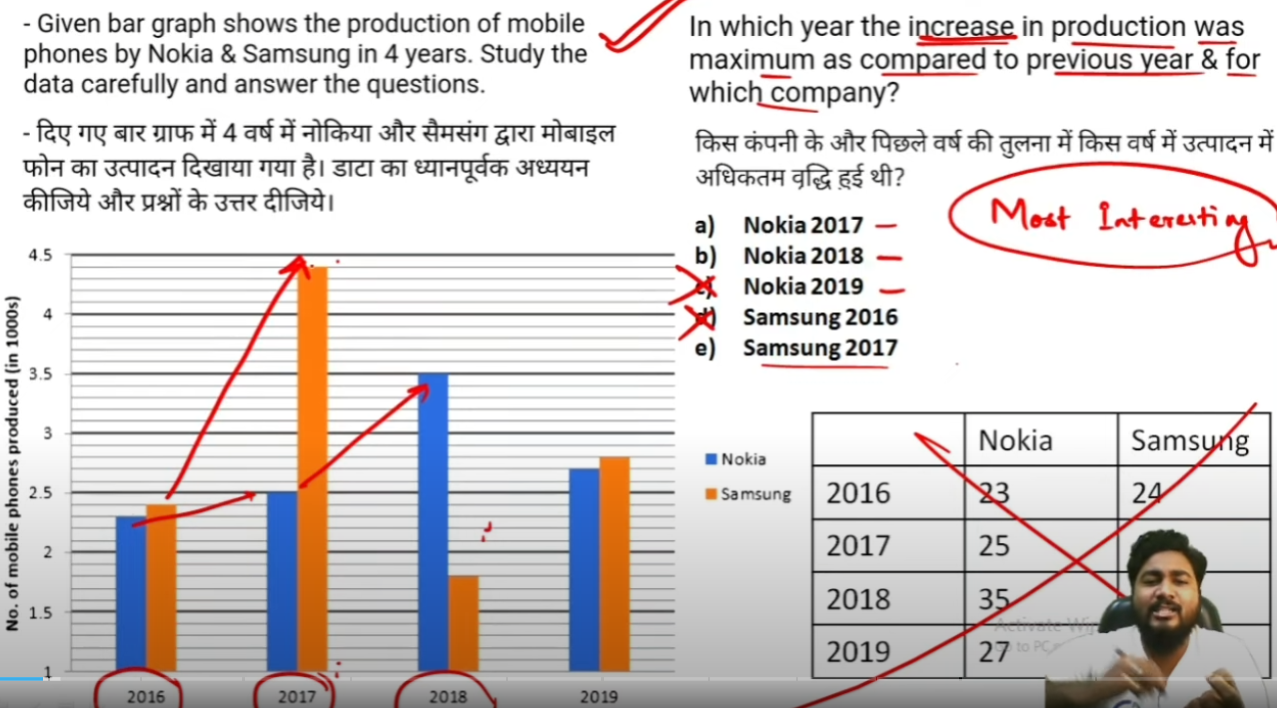 - Given bar graph shows the production of mobile
phones by Nokia & Samsung in 4 years. Study the
data carefully and answer the questions.
- दिए गए बार ग्राफ में 4 वर्ष में नोकिया और सैमसंग द्वारा मोबाइल
फोन का उत्पादन दिखाया गया है। डाटा का ध्यानपूर्वक अध्ययन
कीजिये और प्रश्नों के उत्तर दीजिये।
In which year the increase in production was
maximum as compared to previous year & for
which company?
किस कंपनी के और पिछले वर्ष की तुलना में किस वर्ष में उत्पादन में
अधिकतम वृद्धि हुई थी?
Most Interesting
a) Nokia 2017
b) Nokia 2018
c) Nokia 2019
d) Samsung 2016
e) Samsung 2017
No. of mobile phones produced (in 1000s)
4.5
4
3.5
3
2.5
2
1.5
1
2016 2017 2018 2019
Nokia
Samsung
Nokia Samsung
2016 23 24
2017 25
2018 35
2019 27
Activate Wi
to PC